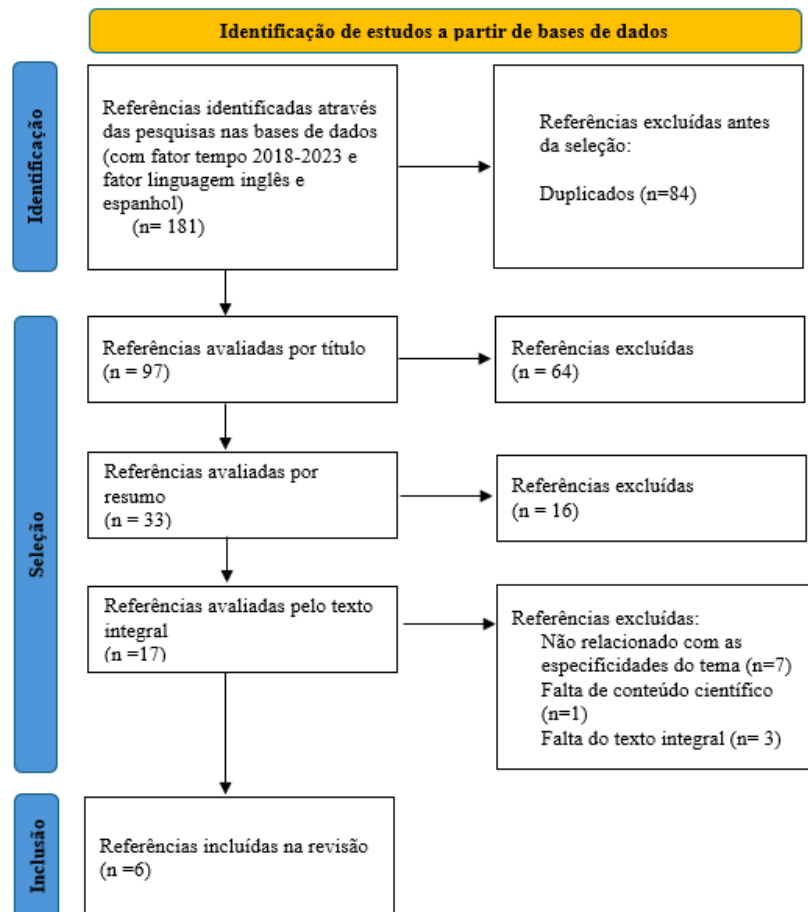 Identificação de estudos a partir de bases de dados
Identificação
Referências identificadas através
das pesquisas nas bases de dados
(com fator tempo 2018-2023 e
fator linguagem inglês e
espanhol)
(n= 181)
Referências excluídas antes
da seleção:
Duplicados (n=84)
Seleção
Referências avaliadas por título
(n = 97)
Referências excluídas
(n = 64)
Referências avaliadas por
resumo
(n = 33)
Referências excluídas
(n = 16)
Referências avaliadas pelo texto
integral
(n =17)
Referências excluídas:
Não relacionado com as
especificidades do tema (n=7)
Falta de conteúdo científico
(n=1)
Falta do texto integral (n= 3)
Inclusão
Referências incluídas na revisão
(n =6)